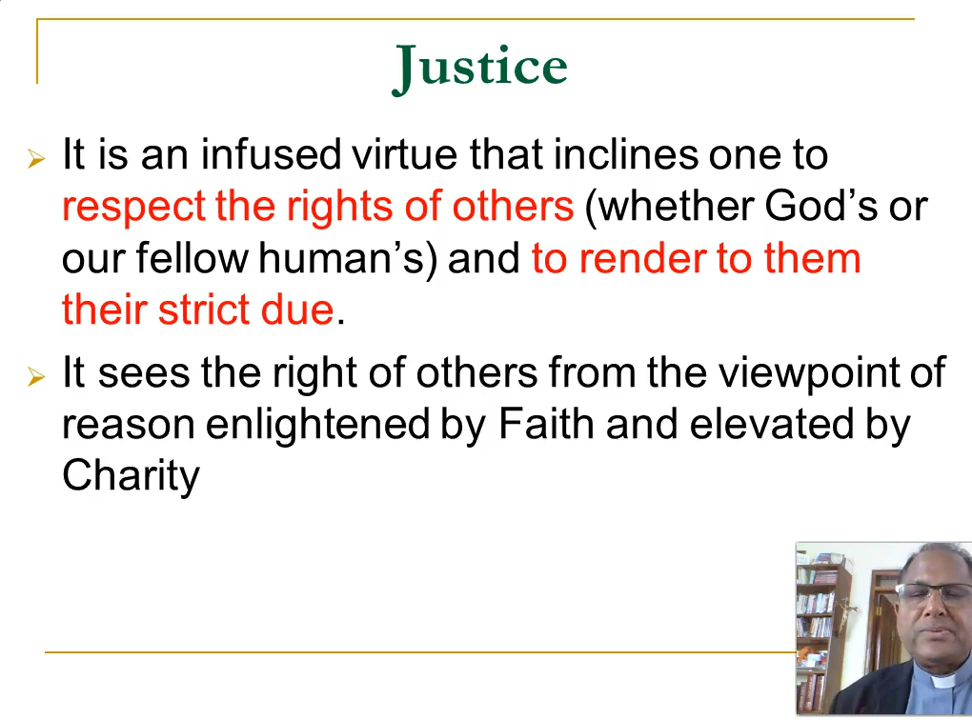 Justice
It is an infused virtue that inclines one to
respect the rights of others (whether God’s or
our fellow human’s) and to render to them
their strict due.
It sees the right of others from the viewpoint of
reason enlightened by Faith and elevated by
Charity